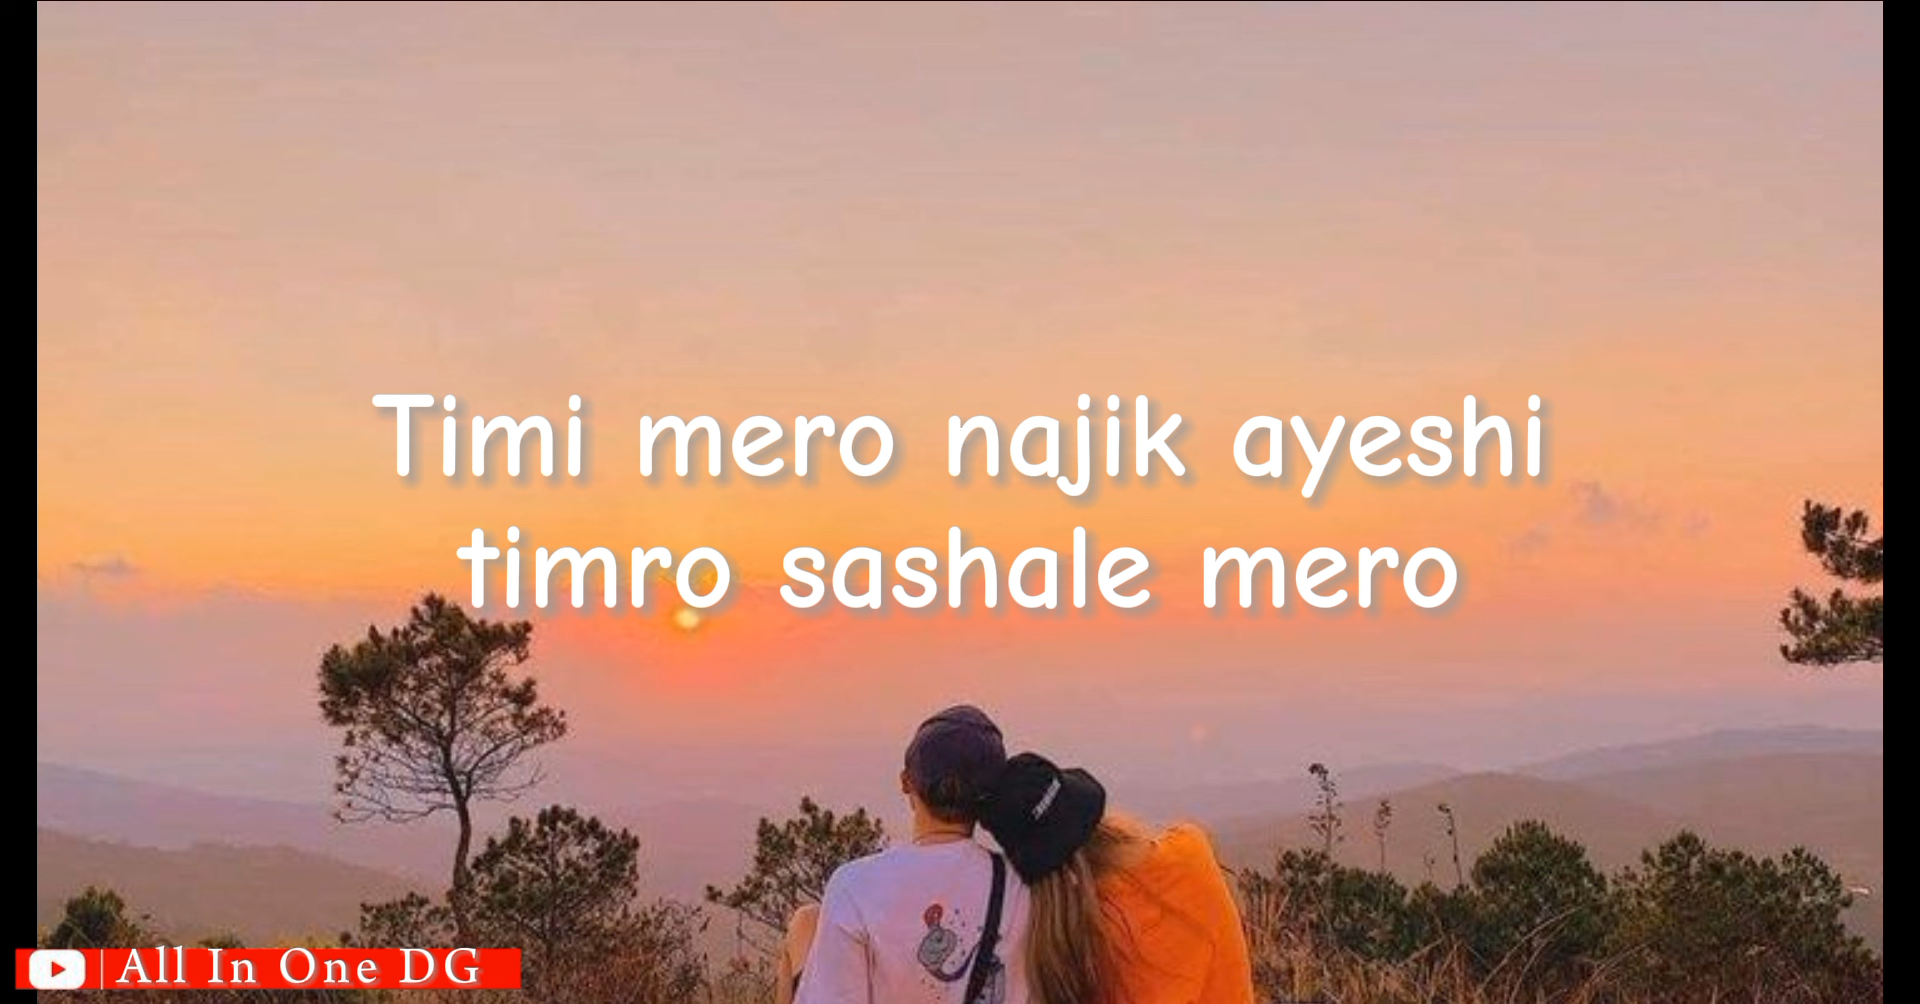 Timi mero najik ayeshi
timro sashale mero
All In One DG